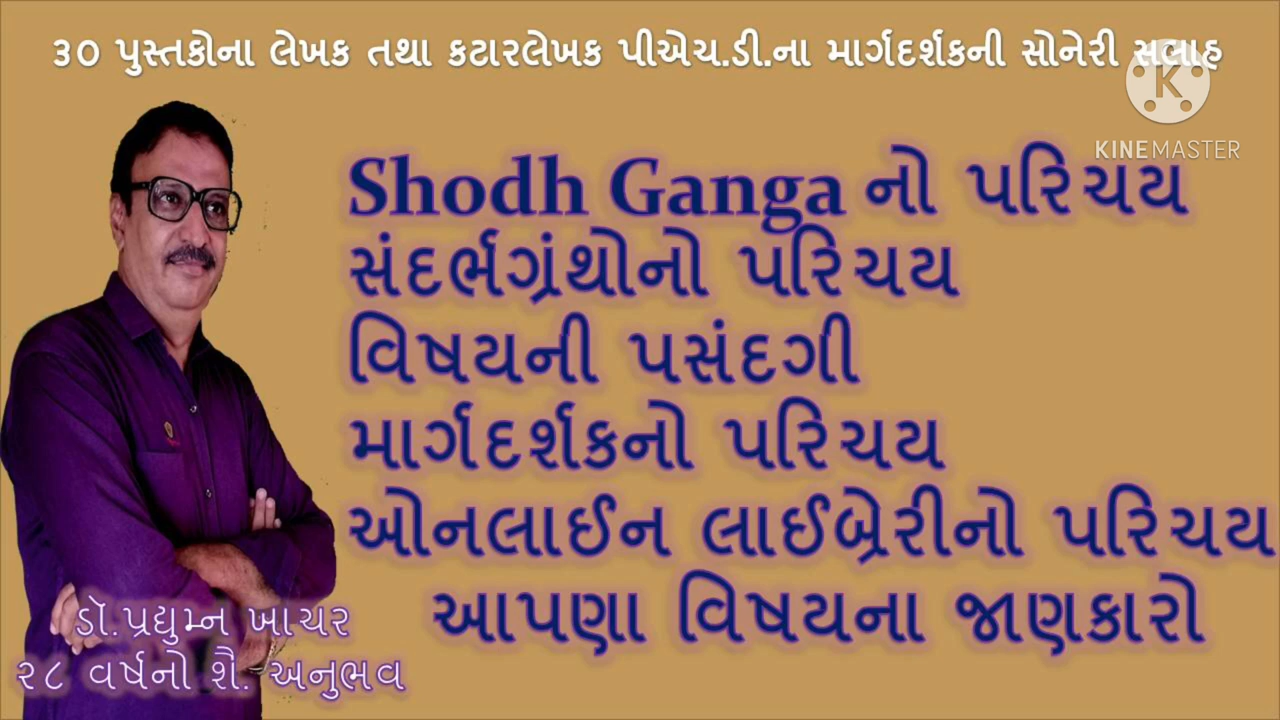 ૩૦ પુસ્તકોના લેખક તથા કટારલેખક પીએચ.ડી.ના માર્ગદર્શકની સોનેરી સલાહ
K
KINEMASTER
Shodh Ganga નો પરિચય
સંદર્ભગ્રંથોનો પરિચય
વિષયની પસંદગી
માર્ગદર્શકનો પરિચય
ઓનલાઈન લાઈબ્રેરીનો પરિચય
આપણા વિષયના જાણકારો
ડૉ.પ્રદ્યુમ્ન ખાચર
૨૮ વર્ષનો શૈ. અનુભવ